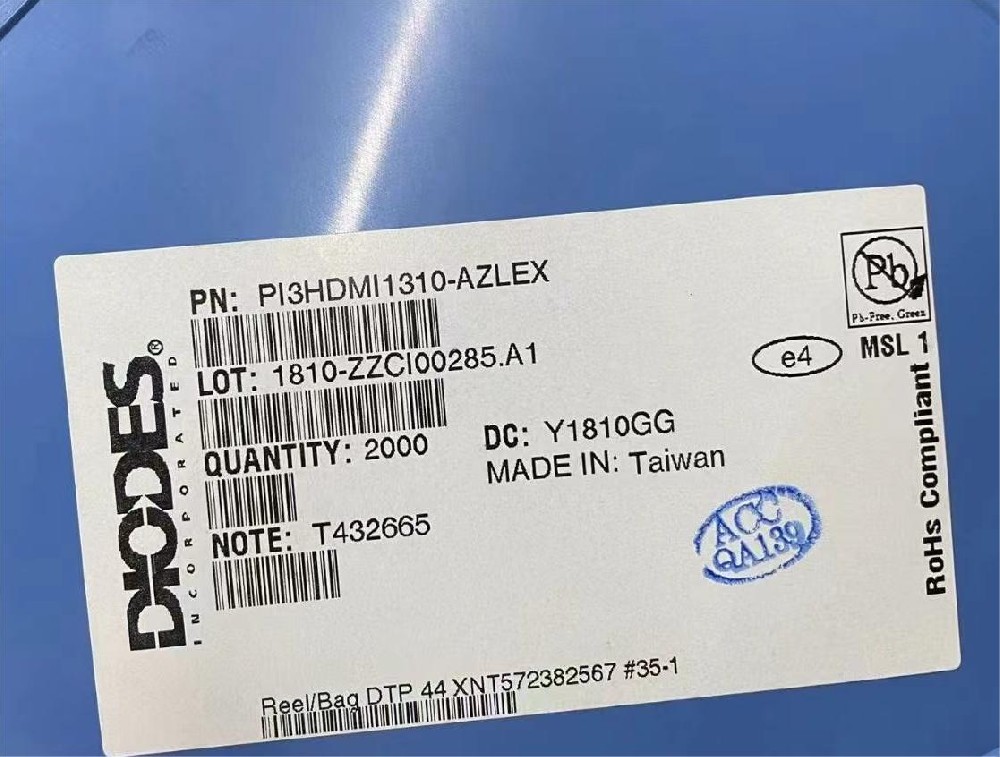 DIODES®
INCORPORATED
PN: PI3HDMI1310-AZLEX
LOT: 1810-ZZCI00285.A1
QUANTITY: 2000
DC: Y1810GG
MADE IN: Taiwan
NOTE: T432665
Pb
Pb-Free, Green
e4
MSL 1
RoHs Compliant
ACC
QA139
Reel/Bag DTP 44 XNT572382567 #35-1